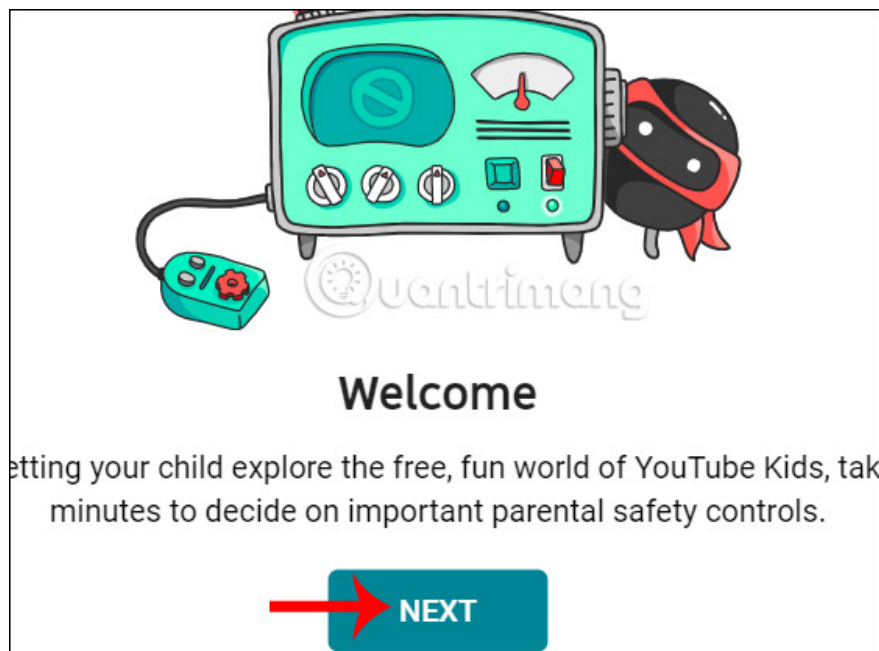 Quantrimang
Welcome
etting your child explore the free, fun world of YouTube Kids, tak
minutes to decide on important parental safety controls.
NEXT